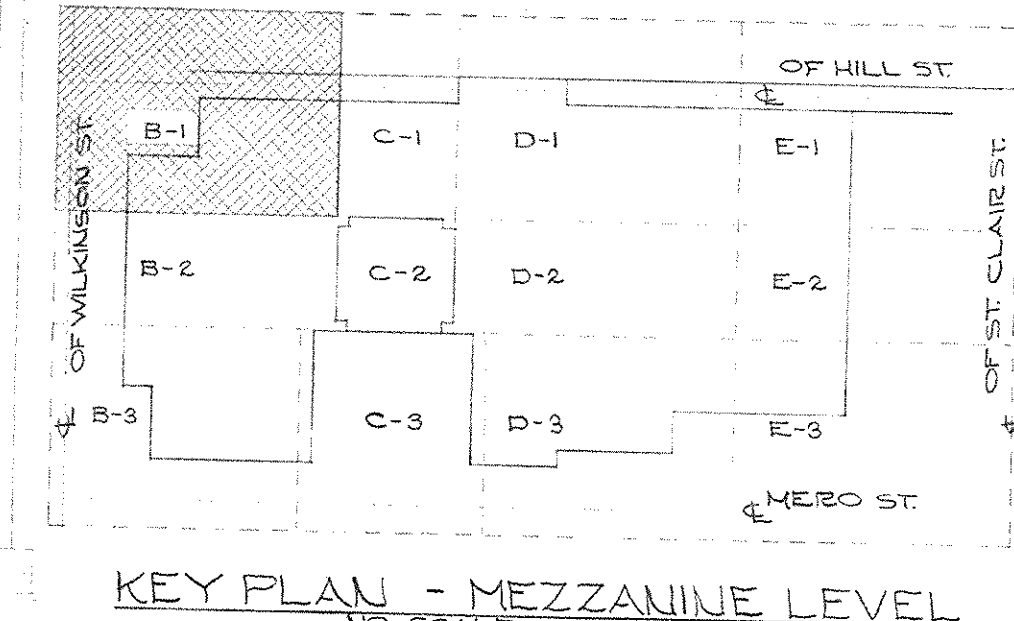 OF HILL ST.
℄
B-1
C-1
D-1
E-1
℄ OF WILKINSON ST.
B-2
C-2
D-2
E-2
℄ OF ST. CLAIR ST.
B-3
C-3
D-3
E-3
℄ MERO ST.
KEY PLAN - MEZZANINE LEVEL